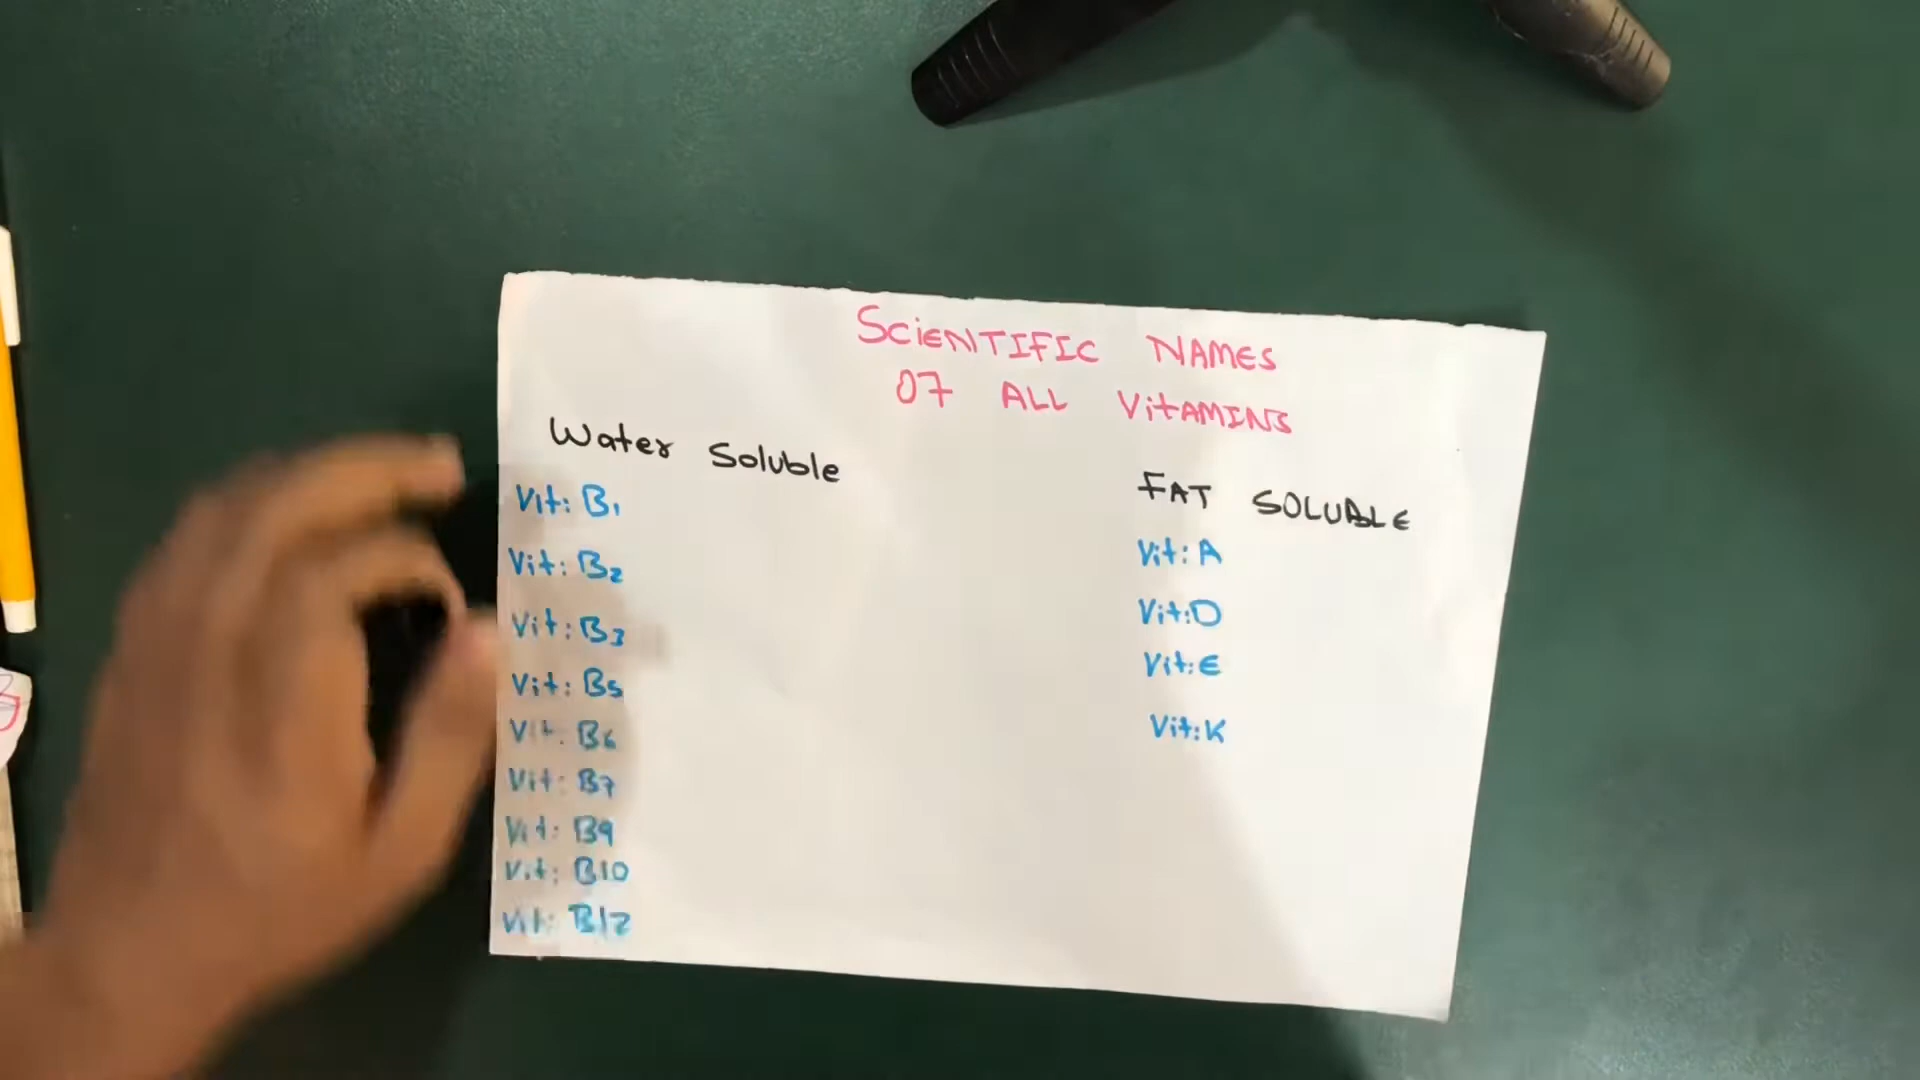 SCIENTIFIC NAMES
OF ALL VITAMINS
Water Soluble
Vit: B1
Vit: B2
Vit: B3
Vit: B5
Vit: B6
Vit: B7
Vit: B9
Vit: B10
Vit: B12
FAT SOLUBLE
Vit: A
Vit: D
Vit: E
Vit: K